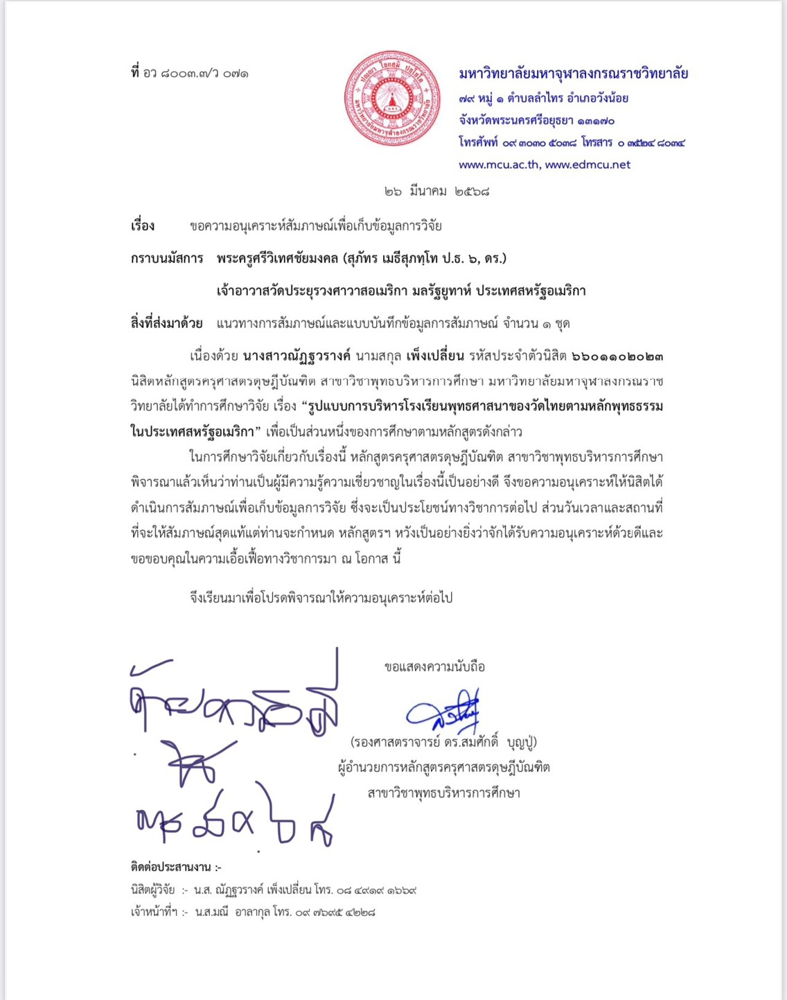 ที่ อว ๘๐๐๓.๓/ว ๐๗๑
ปญฺญา โลกสฺมิ ปชฺโชโต
มหาวิทยาลัยมหาจุฬาลงกรณราชวิทยาลัย
มหาวิทยาลัยมหาจุฬาลงกรณราชวิทยาลัย
๗๙ หมู่ ๑ ตำบลลำไทร อำเภอวังน้อย
จังหวัดพระนครศรีอยุธยา ๑๓๑๗๐
โทรศัพท์ ๐๙ ๓๐๓๐ ๕๐๓๘ โทรสาร ๐ ๓๕๒๔ ๘๐๓๔
www.mcu.ac.th, www.edmcu.net
๒๖ มีนาคม ๒๕๖๘
เรื่อง ขอความอนุเคราะห์สัมภาษณ์เพื่อเก็บข้อมูลการวิจัย
กราบนมัสการ พระครูศรีวิเทศชัยมงคล (สุภัทร เมธีสุภทฺโท ป.ธ. ๖, ดร.)
เจ้าอาวาสวัดประยุรวงศาวาสอเมริกา มลรัฐยูทาห์ ประเทศสหรัฐอเมริกา
สิ่งที่ส่งมาด้วย แนวทางการสัมภาษณ์และแบบบันทึกข้อมูลการสัมภาษณ์ จำนวน ๑ ชุด
เนื่องด้วย นางสาวณัฏฐวรางค์ นามสกุล เพ็งเปลี่ยน รหัสประจำตัวนิสิต ๖๖๐๑๑๐๒๐๒๓
นิสิตหลักสูตรครุศาสตรดุษฎีบัณฑิต สาขาวิชาพุทธบริหารการศึกษา มหาวิทยาลัยมหาจุฬาลงกรณราช
วิทยาลัยได้ทำการศึกษาวิจัย เรื่อง “รูปแบบการบริหารโรงเรียนพุทธศาสนาของวัดไทยตามหลักพุทธธรรม
ในประเทศสหรัฐอเมริกา” เพื่อเป็นส่วนหนึ่งของการศึกษาตามหลักสูตรดังกล่าว
ในการศึกษาวิจัยเกี่ยวกับเรื่องนี้ หลักสูตรครุศาสตรดุษฎีบัณฑิต สาขาวิชาพุทธบริหารการศึกษา
พิจารณาแล้วเห็นว่าท่านเป็นผู้มีความรู้ความเชี่ยวชาญในเรื่องนี้เป็นอย่างดี จึงขอความอนุเคราะห์ให้นิสิตได้
ดำเนินการสัมภาษณ์เพื่อเก็บข้อมูลการวิจัย ซึ่งจะเป็นประโยชน์ทางวิชาการต่อไป ส่วนวันเวลาและสถานที่
ที่จะให้สัมภาษณ์สุดแท้แต่ท่านจะกำหนด หลักสูตรฯ หวังเป็นอย่างยิ่งว่าจักได้รับความอนุเคราะห์ด้วยดีและ
ขอขอบคุณในความเอื้อเฟื้อทางวิชาการมา ณ โอกาส นี้
จึงเรียนมาเพื่อโปรดพิจารณาให้ความอนุเคราะห์ต่อไป
ขอแสดงความนับถือ
(รองศาสตราจารย์ ดร.สมศักดิ์ บุญปู่)
ผู้อำนวยการหลักสูตรครุศาสตรดุษฎีบัณฑิต
สาขาวิชาพุทธบริหารการศึกษา
ติดต่อประสานงาน :-
นิสิตผู้วิจัย :- น.ส. ณัฏฐวรางค์ เพ็งเปลี่ยน โทร. ๐๘ ๔๙๑๙ ๑๖๖๙
เจ้าหน้าที่ฯ :- น.ส.มณี อาลากุล โทร. ๐๙ ๗๖๙๕ ๔๒๒๘